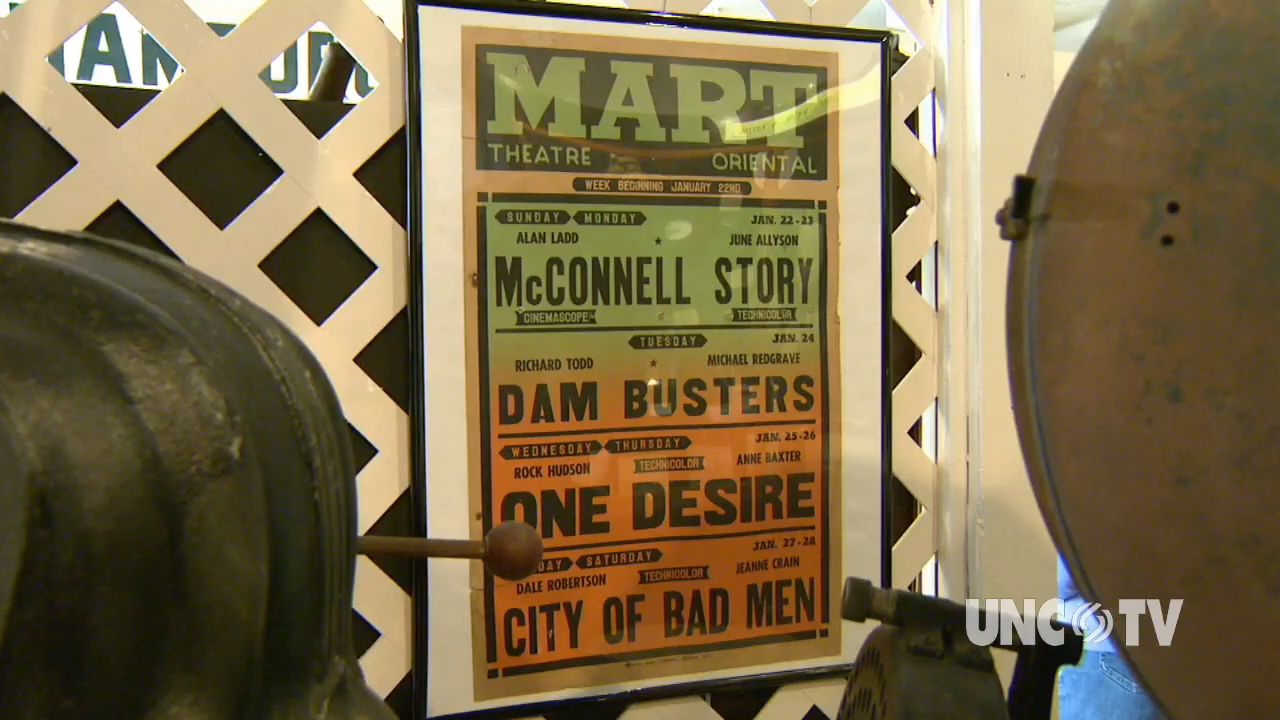 MART
THEATRE ORIENTAL
WEEK BEGINNING JANUARY 22ND
SUNDAY MONDAY JAN. 22-23
ALAN LADD ★ JUNE ALLYSON
McCONNELL STORY
CINEMASCOPE TECHNICOLOR
TUESDAY JAN. 24
RICHARD TODD ★ MICHAEL REDGRAVE
DAM BUSTERS
WEDNESDAY THURSDAY JAN. 25-26
ROCK HUDSON TECHNICOLOR ANNE BAXTER
ONE DESIRE
DAY SATURDAY JAN. 27-28
DALE ROBERTSON TECHNICOLOR JEANNE CRAIN
CITY OF BAD MEN
UNC TV